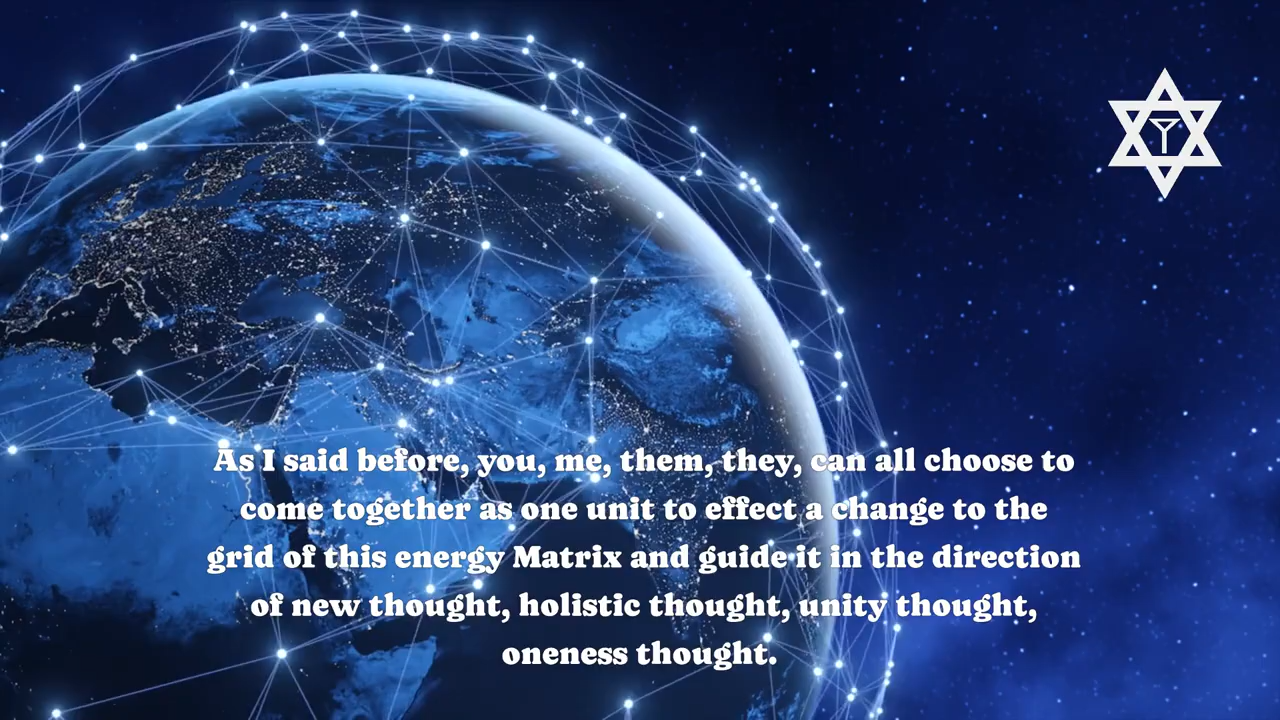 As I said before, you, me, them, they, can all choose to
come together as one unit to effect a change to the
grid of this energy Matrix and guide it in the direction
of new thought, holistic thought, unity thought,
oneness thought.